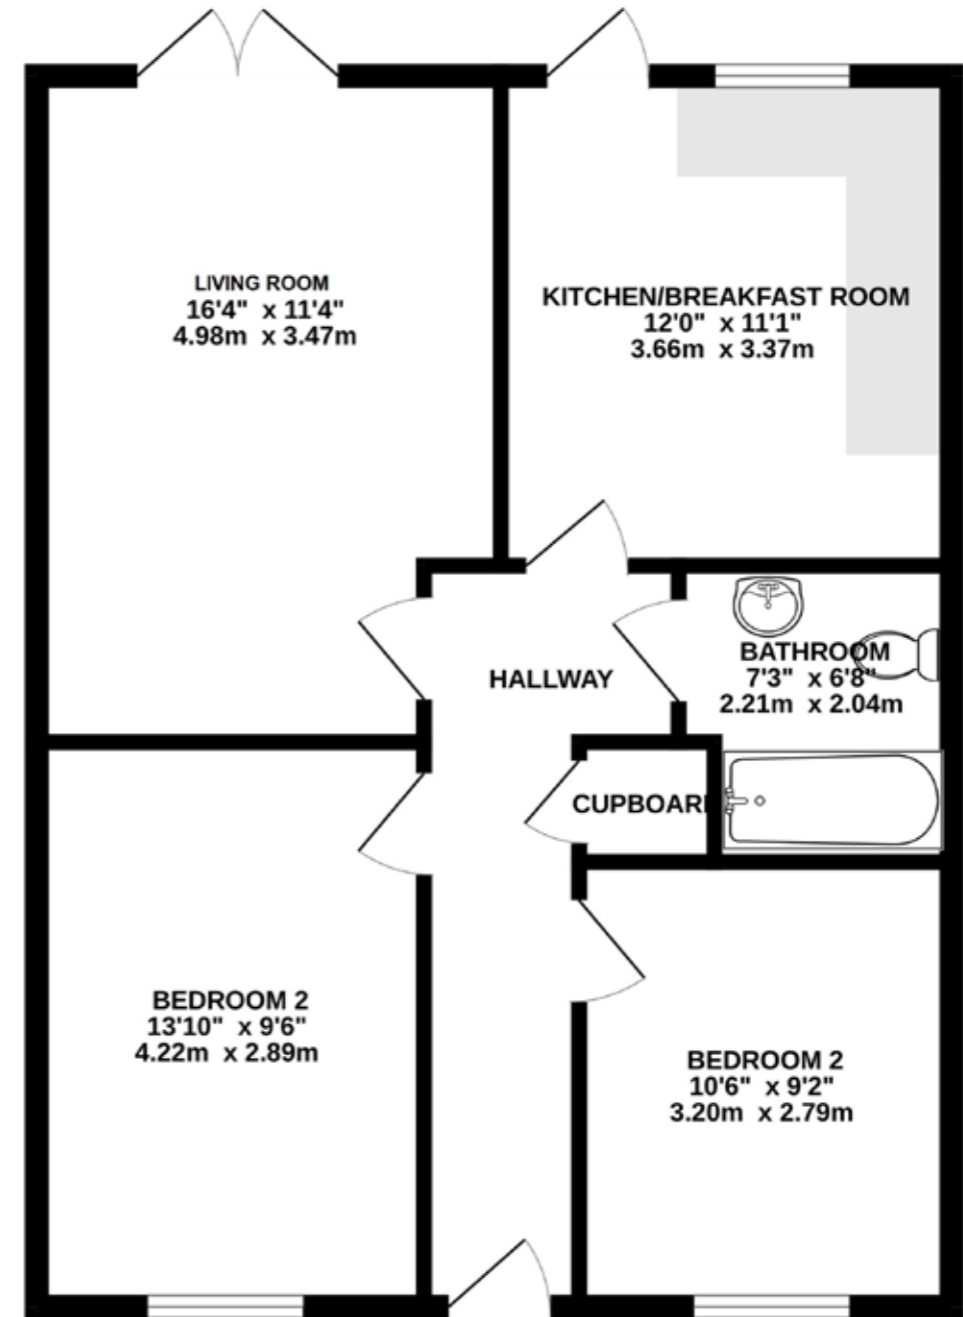 LIVING ROOM
16'4" x 11'4"
4.98m x 3.47m
KITCHEN/BREAKFAST ROOM
12'0" x 11'1"
3.66m x 3.37m
HALLWAY
BATHROOM
7'3" x 6'8"
2.21m x 2.04m
CUPBOARD
BEDROOM 2
13'10" x 9'6"
4.22m x 2.89m
BEDROOM 2
10'6" x 9'2"
3.20m x 2.79m